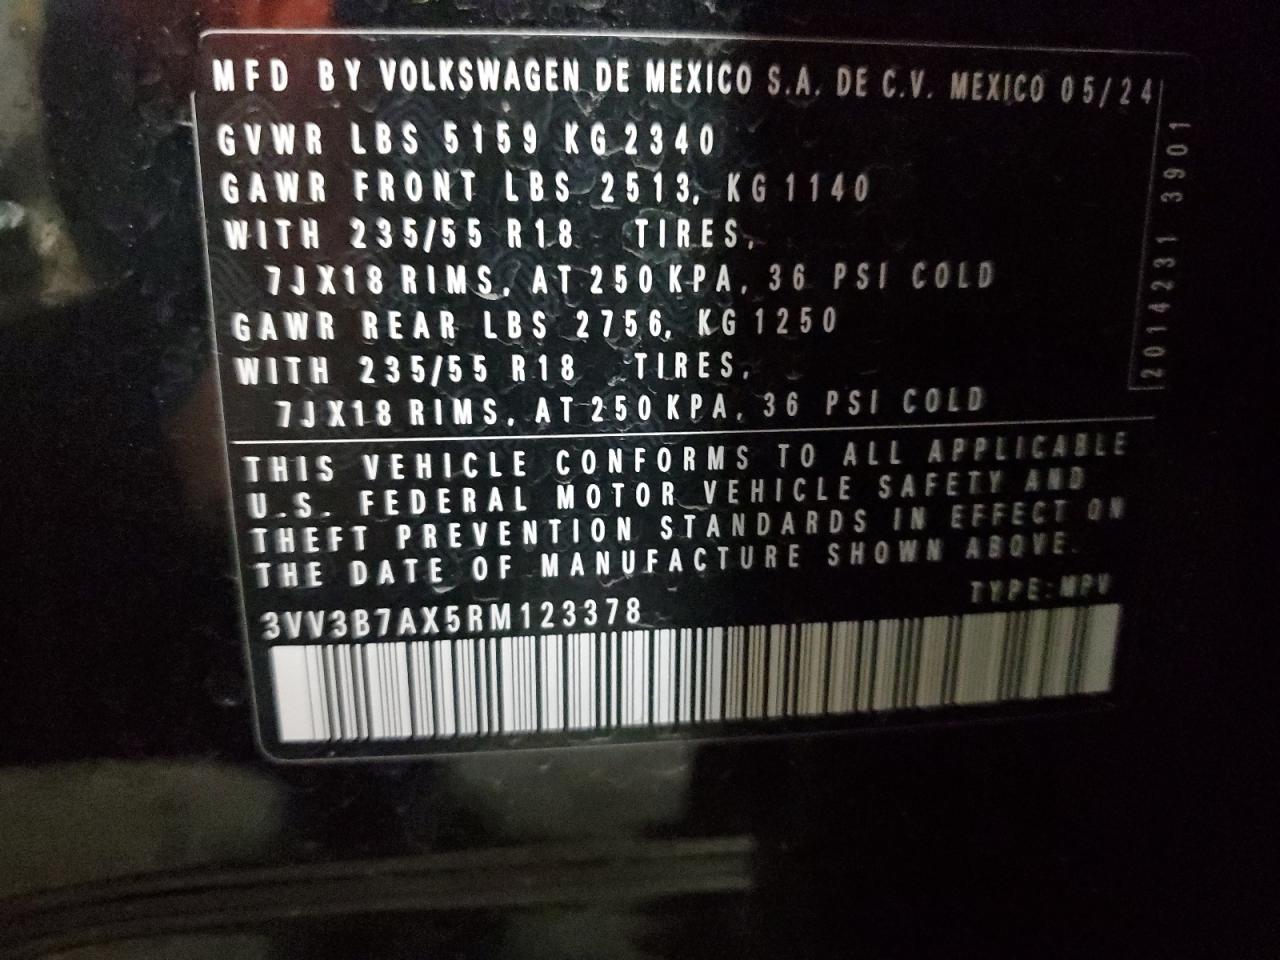 MFD BY VOLKSWAGEN DE MEXICO S.A. DE C.V. MEXICO 05/24
GVWR LBS 5159 KG 2340
GAWR FRONT LBS 2513, KG 1140
WITH 235/55 R18 TIRES,
7JX18 RIMS, AT 250 KPA, 36 PSI COLD
GAWR REAR LBS 2756, KG 1250
WITH 235/55 R18 TIRES,
7JX18 RIMS, AT 250 KPA, 36 PSI COLD
2014231 3901
THIS VEHICLE CONFORMS TO ALL APPLICABLE
U.S. FEDERAL MOTOR VEHICLE SAFETY AND
THEFT PREVENTION STANDARDS IN EFFECT ON
THE DATE OF MANUFACTURE SHOWN ABOVE.
TYPE:MPV
3VV3B7AX5RM123378